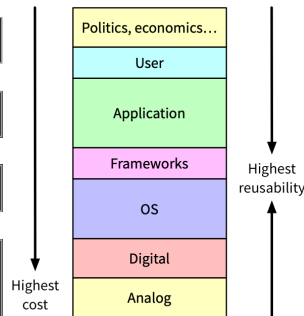 Politics, economics…
User
Application
Frameworks
OS
Digital
Analog
Highest
cost
Highest
reusability